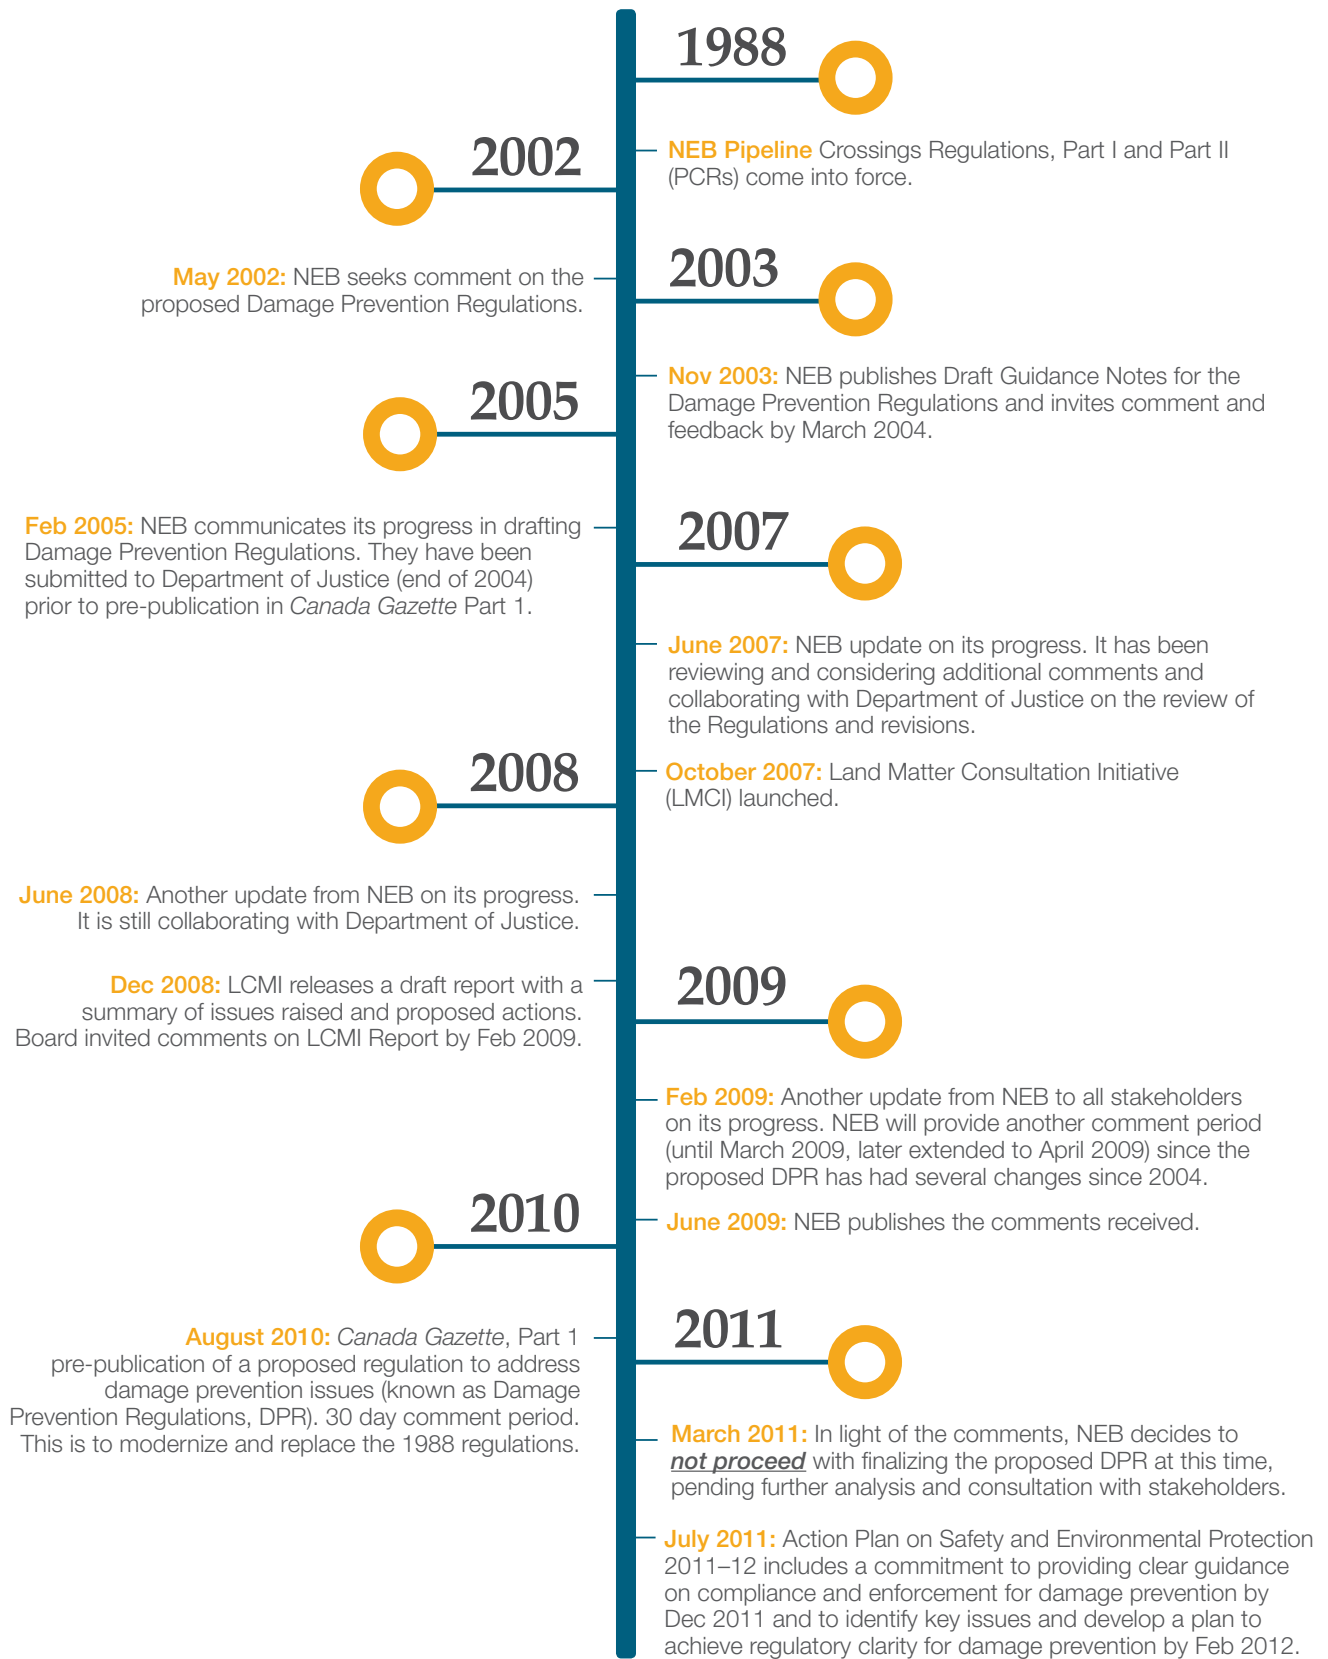 1988
NEB Pipeline Crossings Regulations, Part I and Part II
(PCRs) come into force.
2002
May 2002: NEB seeks comment on the
proposed Damage Prevention Regulations.
2003
Nov 2003: NEB publishes Draft Guidance Notes for the
Damage Prevention Regulations and invites comment and
feedback by March 2004.
2005
Feb 2005: NEB communicates its progress in drafting
Damage Prevention Regulations. They have been
submitted to Department of Justice (end of 2004)
prior to pre-publication in Canada Gazette Part 1.
2007
June 2007: NEB update on its progress. It has been
reviewing and considering additional comments and
collaborating with Department of Justice on the review of
the Regulations and revisions.
October 2007: Land Matter Consultation Initiative
(LMCI) launched.
2008
June 2008: Another update from NEB on its progress.
It is still collaborating with Department of Justice.
Dec 2008: LCMI releases a draft report with a
summary of issues raised and proposed actions.
Board invited comments on LCMI Report by Feb 2009.
2009
Feb 2009: Another update from NEB to all stakeholders
on its progress. NEB will provide another comment period
(until March 2009, later extended to April 2009) since the
proposed DPR has had several changes since 2004.
June 2009: NEB publishes the comments received.
2010
August 2010: Canada Gazette, Part 1
pre-publication of a proposed regulation to address
damage prevention issues (known as Damage
Prevention Regulations, DPR). 30 day comment period.
This is to modernize and replace the 1988 regulations.
2011
March 2011: In light of the comments, NEB decides to
not proceed with finalizing the proposed DPR at this time,
pending further analysis and consultation with stakeholders.
July 2011: Action Plan on Safety and Environmental Protection
2011–12 includes a commitment to providing clear guidance
on compliance and enforcement for damage prevention by
Dec 2011 and to identify key issues and develop a plan to
achieve regulatory clarity for damage prevention by Feb 2012.